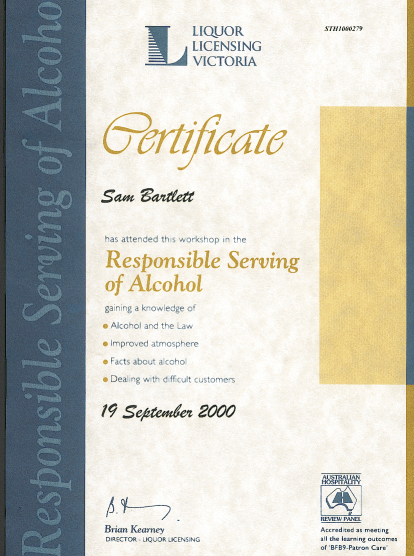 Responsible Serving of Alcoho
LIQUOR
LICENSING
VICTORIA
STH1000279
Certificate
Sam Bartlett
has attended this workshop in the
Responsible Serving
of Alcohol
gaining a knowledge of
Alcohol and the Law
Improved atmosphere
Facts about alcohol
Dealing with difficult customers
19 September 2000
B. K
Brian Kearney
DIRECTOR - LIQUOR LICENSING
AUSTRALIAN
HOSPITALITY
REVIEW PANEL
Accredited as meeting
all the learning outcomes
of 'BFB9-Patron Care'